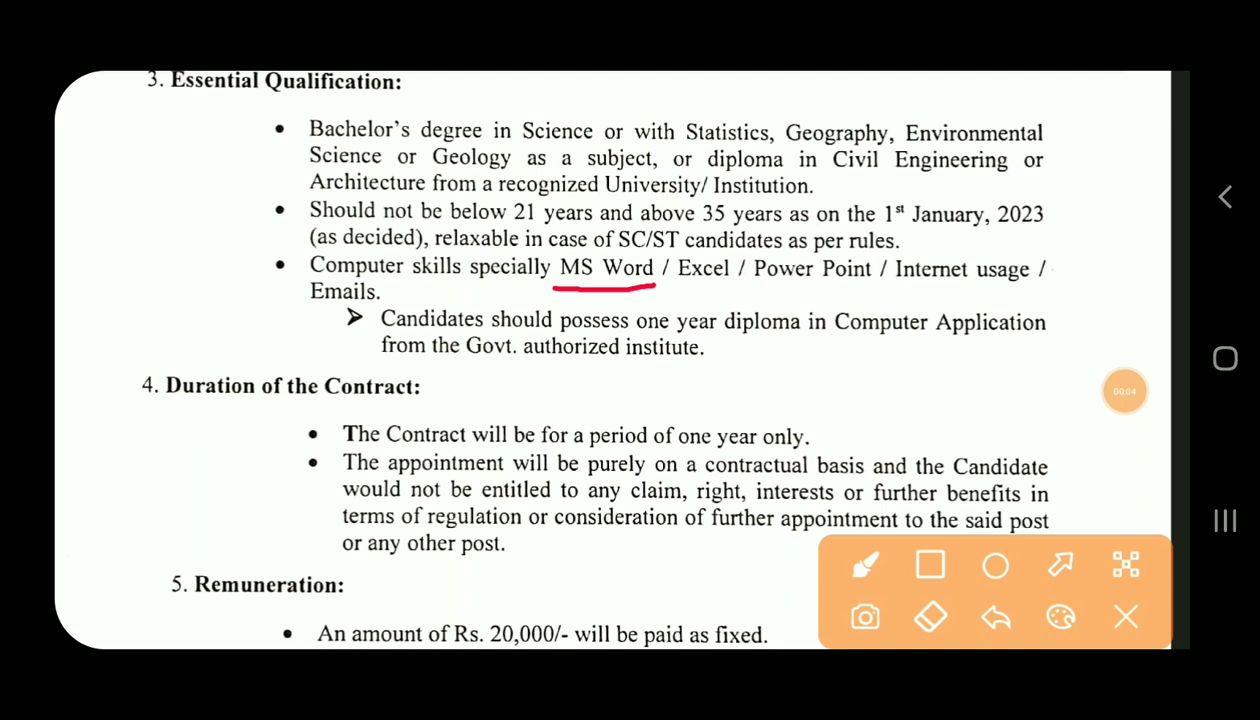 3. Essential Qualification:
• Bachelor's degree in Science or with Statistics, Geography, Environmental
Science or Geology as a subject, or diploma in Civil Engineering or
Architecture from a recognized University/ Institution.
• Should not be below 21 years and above 35 years as on the 1st January, 2023
(as decided), relaxable in case of SC/ST candidates as per rules.
• Computer skills specially MS Word / Excel / Power Point / Internet usage /
Emails.
➤ Candidates should possess one year diploma in Computer Application
from the Govt. authorized institute.
4. Duration of the Contract:
00:04
• The Contract will be for a period of one year only.
• The appointment will be purely on a contractual basis and the Candidate
would not be entitled to any claim, right, interests or further benefits in
terms of regulation or consideration of further appointment to the said post
or any other post.
5. Remuneration:
• An amount of Rs. 20,000/- will be paid as fixed.